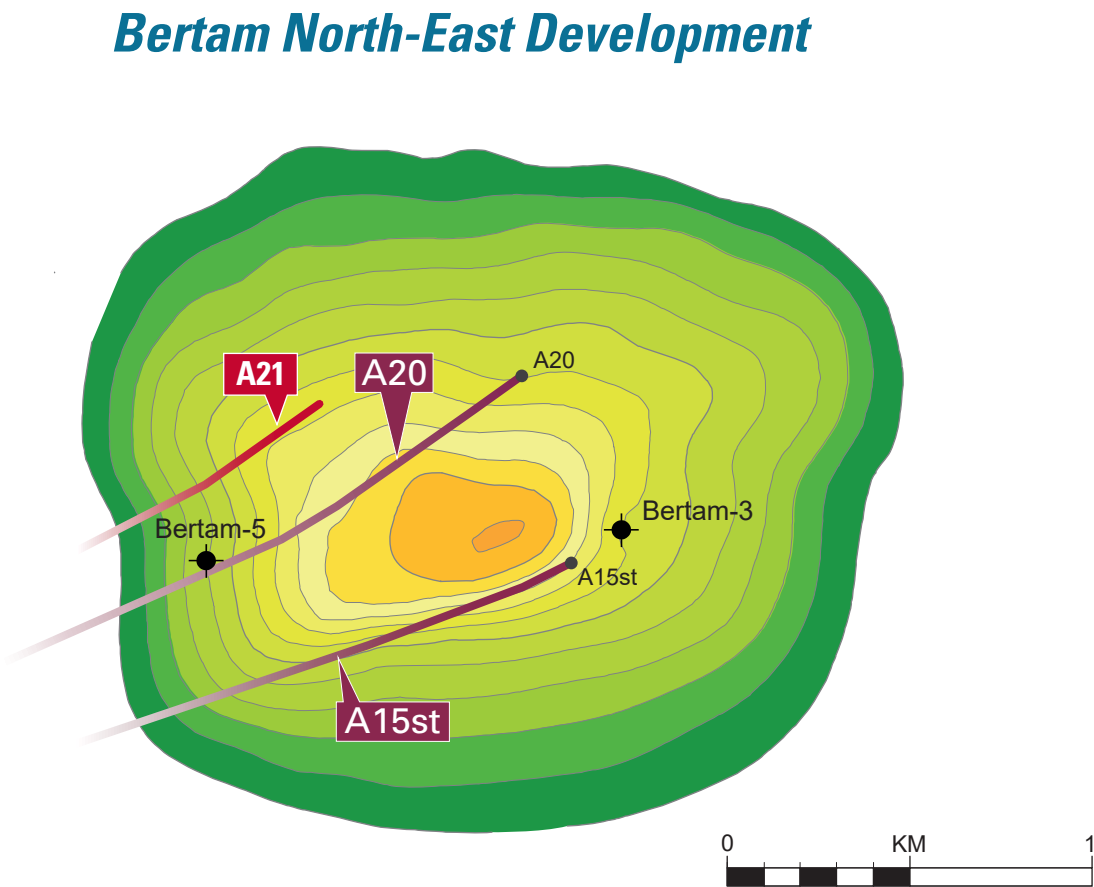 Bertam North-East Development
A20
A21
A20
Bertam-3
Bertam-5
A15st
A15st
0 KM 1